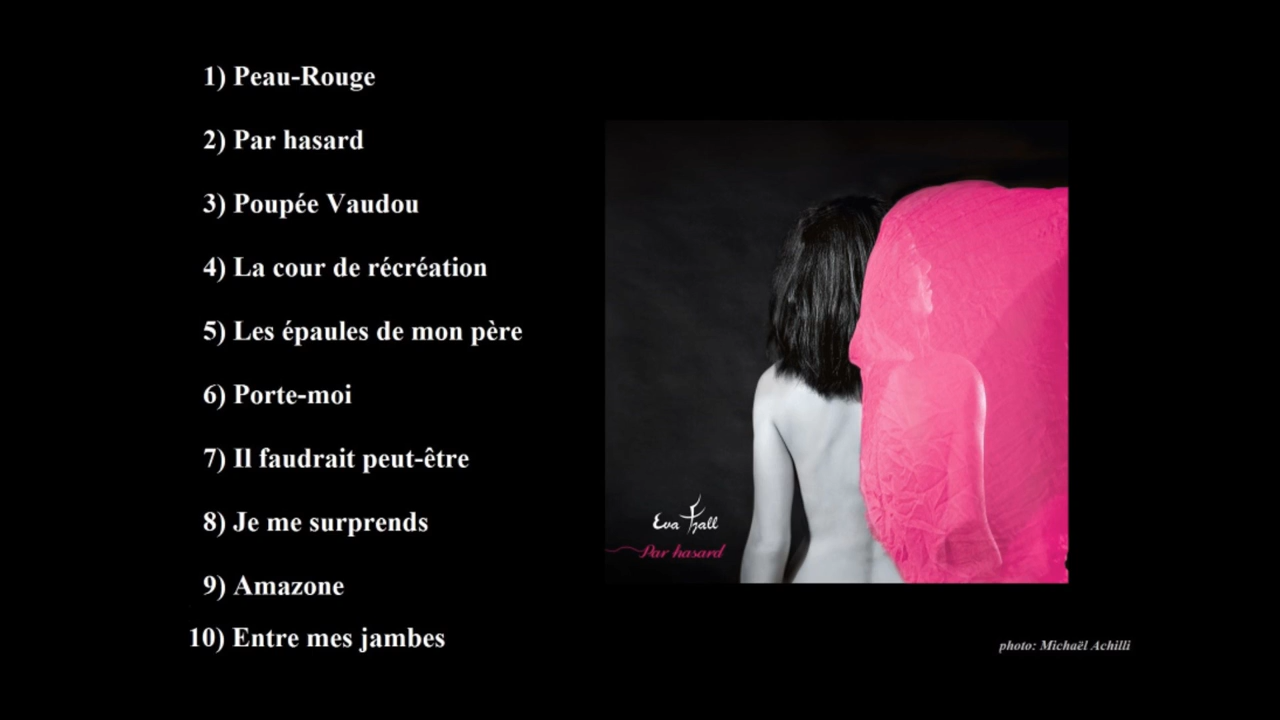 1) Peau-Rouge
2) Par hasard
3) Poupée Vaudou
4) La cour de récréation
5) Les épaules de mon père
6) Porte-moi
7) Il faudrait peut-être
8) Je me surprends
9) Amazone
10) Entre mes jambes
Eva Fall
Par hasard
photo: Michaël Achilli